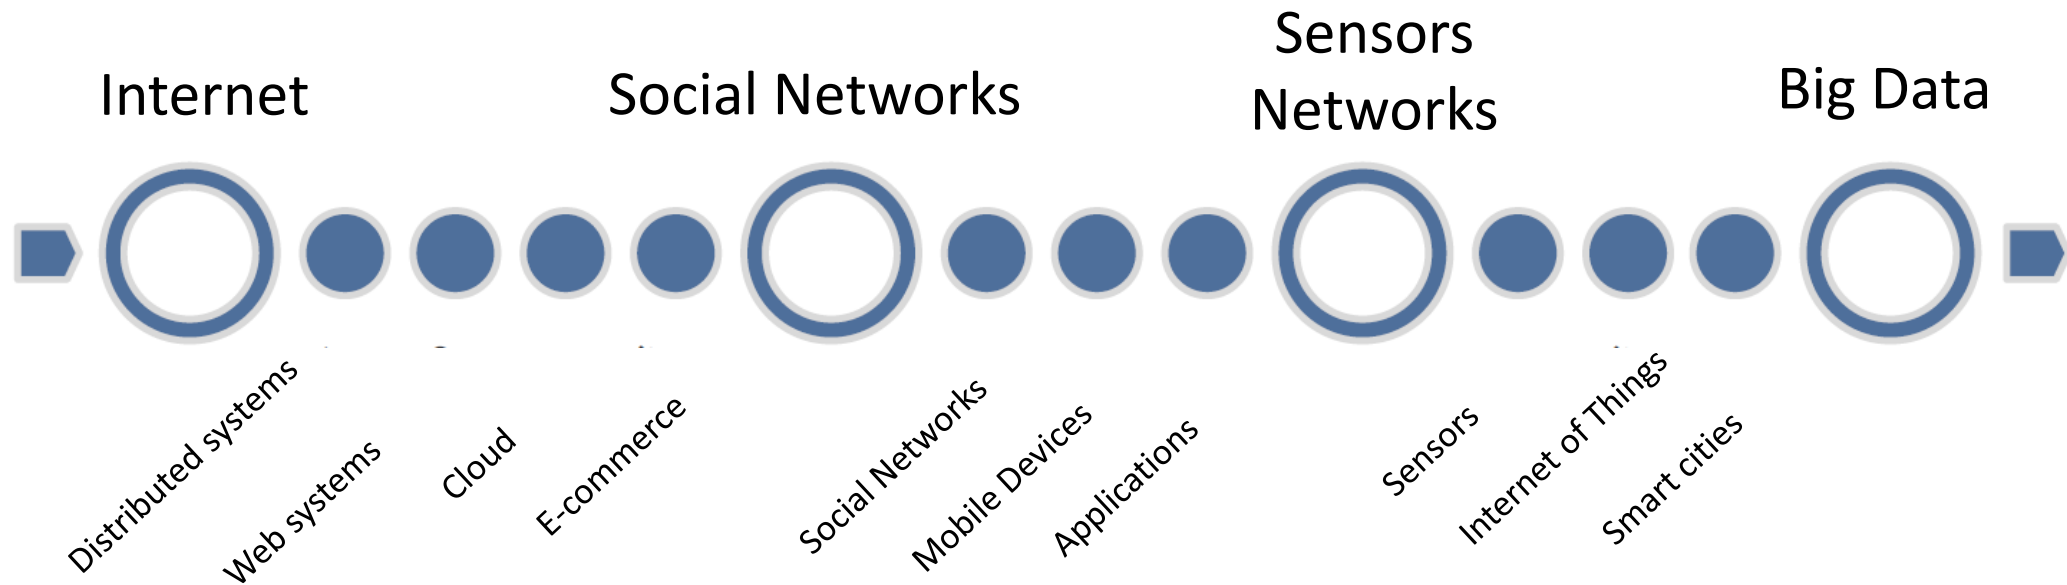 Internet
Social Networks
Sensors
Networks
Big Data
Distributed systems
Web systems
Cloud
E-commerce
Social Networks
Mobile Devices
Applications
Sensors
Internet of Things
Smart cities